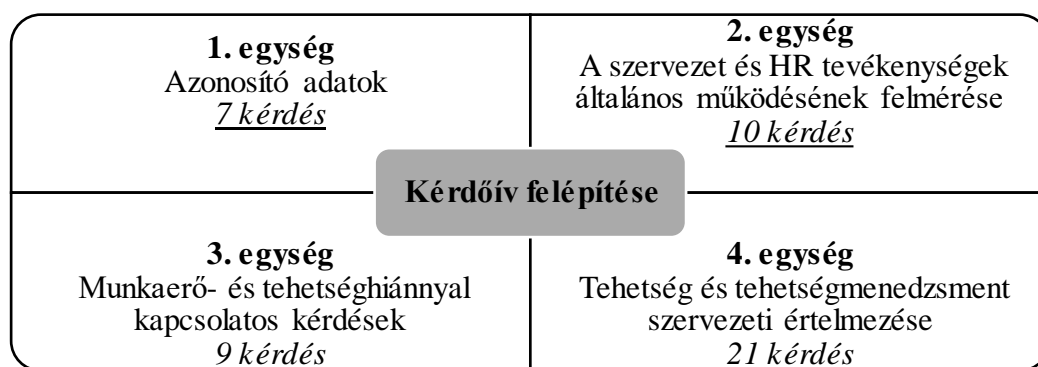 1. egység
Azonosító adatok
7 kérdés
2. egység
A szervezet és HR tevékenységek
általános működésének felmérése
10 kérdés
Kérdőív felépítése
3. egység
Munkaerő- és tehetséghiánnyal
kapcsolatos kérdések
9 kérdés
4. egység
Tehetség és tehetségmenedzsment
szervezeti értelmezése
21 kérdés